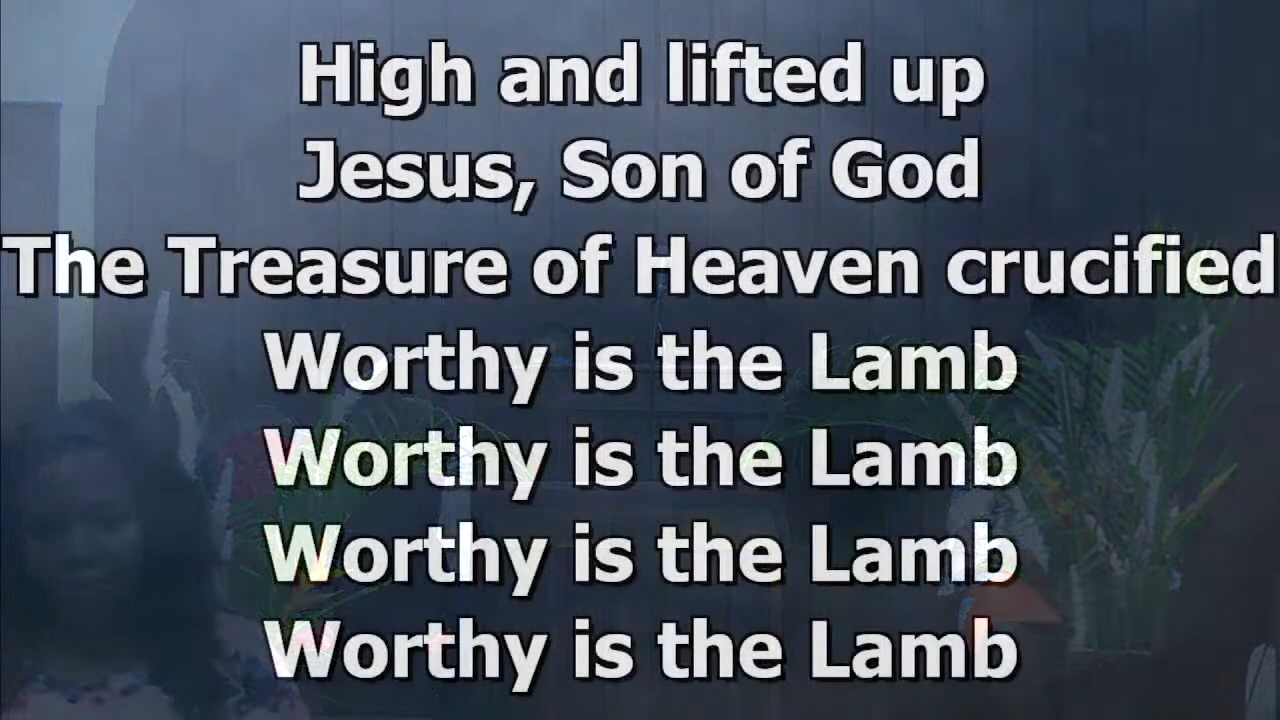 High and lifted up
Jesus, Son of God
The Treasure of Heaven crucified
Worthy is the Lamb
Worthy is the Lamb
Worthy is the Lamb
Worthy is the Lamb